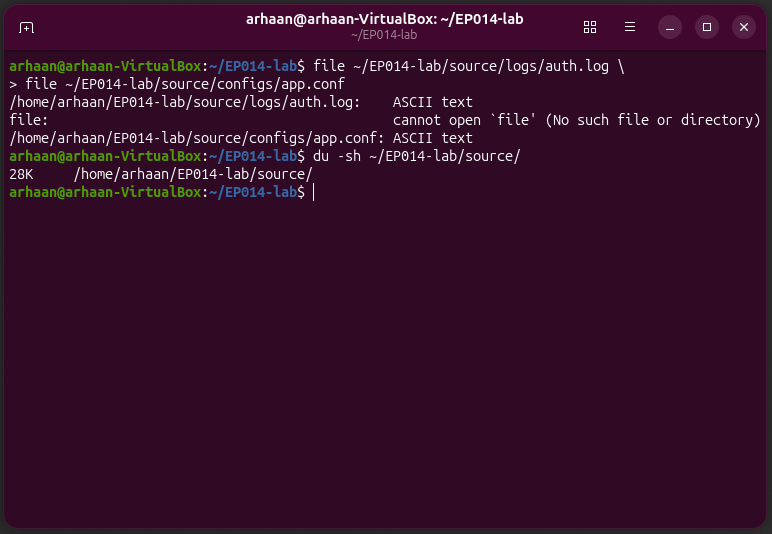 arhaan@arhaan-VirtualBox: ~/EP014-lab
~/EP014-lab
arhaan@arhaan-VirtualBox:~/EP014-lab$ file ~/EP014-lab/source/logs/auth.log \
> file ~/EP014-lab/source/configs/app.conf
/home/arhaan/EP014-lab/source/logs/auth.log:    ASCII text
file:                                           cannot open `file' (No such file or directory)
/home/arhaan/EP014-lab/source/configs/app.conf: ASCII text
arhaan@arhaan-VirtualBox:~/EP014-lab$ du -sh ~/EP014-lab/source/
28K     /home/arhaan/EP014-lab/source/
arhaan@arhaan-VirtualBox:~/EP014-lab$